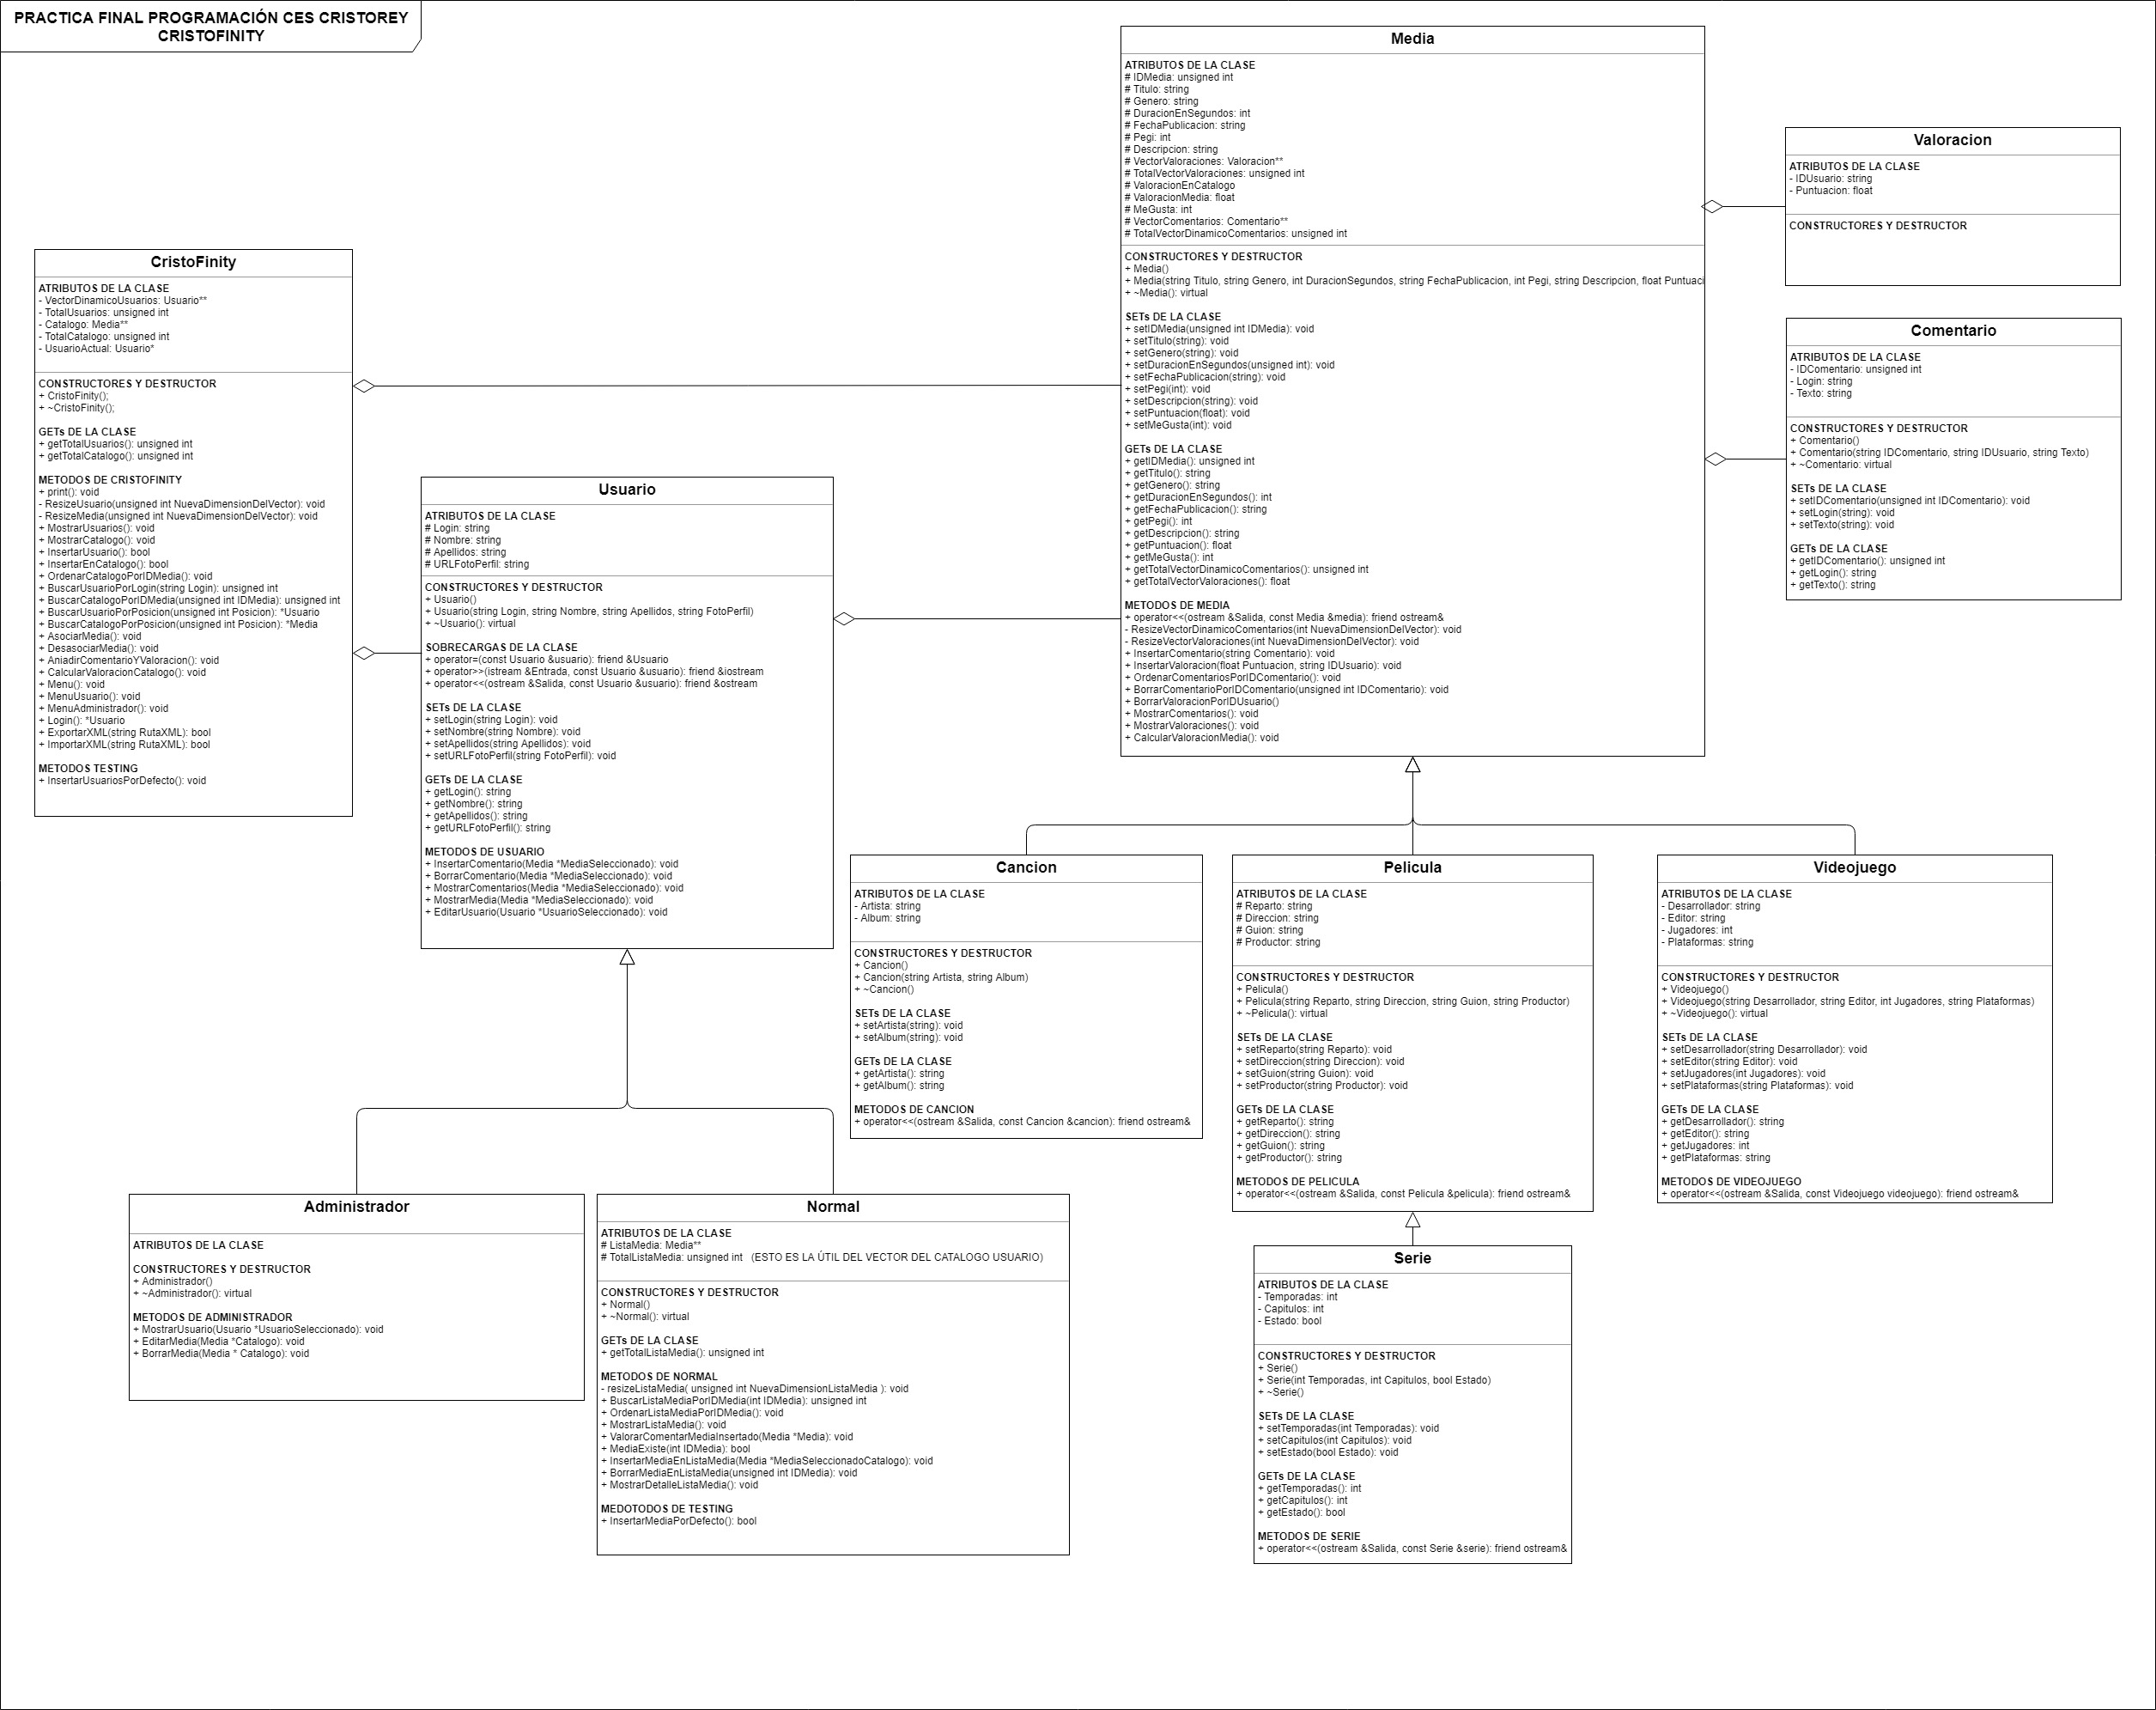 PRACTICA FINAL PROGRAMACIÓN CES CRISTOREY
CRISTOFINITY
CristoFinity
ATRIBUTOS DE LA CLASE
- VectorDinamicoUsuarios: Usuario**
- TotalUsuarios: unsigned int
- Catalogo: Media**
- TotalCatalogo: unsigned int
- UsuarioActual: Usuario*
CONSTRUCTORES Y DESTRUCTOR
+ CristoFinity();
+ ~CristoFinity();
GETs DE LA CLASE
+ getTotalUsuarios(): unsigned int
+ getTotalCatalogo(): unsigned int
METODOS DE CRISTOFINITY
+ print(): void
- ResizeUsuario(unsigned int NuevaDimensionDelVector): void
- ResizeMedia(unsigned int NuevaDimensionDelVector): void
+ MostrarUsuarios(): void
+ MostrarCatalogo(): void
+ InsertarUsuario(): bool
+ InsertarEnCatalogo(): bool
+ OrdenarCatalogoPorIDMedia(): void
+ BuscarUsuarioPorLogin(string Login): unsigned int
+ BuscarCatalogoPorIDMedia(unsigned int IDMedia): unsigned int
+ BuscarUsuarioPorPosicion(unsigned int Posicion): *Usuario
+ BuscarCatalogoPorPosicion(unsigned int Posicion): *Media
+ AsociarMedia(): void
+ DesasociarMedia(): void
+ AniadirComentarioYValoracion(): void
+ CalcularValoracionCatalogo(): void
+ Menu(): void
+ MenuUsuario(): void
+ MenuAdministrador(): void
+ Login(): *Usuario
+ ExportarXML(string RutaXML): bool
+ ImportarXML(string RutaXML): bool
METODOS TESTING
+ InsertarUsuariosPorDefecto(): void
Usuario
ATRIBUTOS DE LA CLASE
# Login: string
# Nombre: string
# Apellidos: string
# URLFotoPerfil: string
CONSTRUCTORES Y DESTRUCTOR
+ Usuario()
+ Usuario(string Login, string Nombre, string Apellidos, string FotoPerfil)
+ ~Usuario(): virtual
SOBRECARGAS DE LA CLASE
+ operator=(const Usuario &usuario): friend &Usuario
+ operator>>(istream &Entrada, const Usuario &usuario): friend &iostream
+ operator<<(ostream &Salida, const Usuario &usuario): friend &ostream
SETs DE LA CLASE
+ setLogin(string Login): void
+ setNombre(string Nombre): void
+ setApellidos(string Apellidos): void
+ setURLFotoPerfil(string FotoPerfil): void
GETs DE LA CLASE
+ getLogin(): string
+ getNombre(): string
+ getApellidos(): string
+ getURLFotoPerfil(): string
METODOS DE USUARIO
+ InsertarComentario(Media *MediaSeleccionado): void
+ BorrarComentario(Media *MediaSeleccionado): void
+ MostrarComentarios(Media *MediaSeleccionado): void
+ MostrarMedia(Media *MediaSeleccionado): void
+ EditarUsuario(Usuario *UsuarioSeleccionado): void
Media
ATRIBUTOS DE LA CLASE
# IDMedia: unsigned int
# Titulo: string
# Genero: string
# DuracionEnSegundos: int
# FechaPublicacion: string
# Pegi: int
# Descripcion: string
# VectorValoraciones: Valoracion**
# TotalVectorValoraciones: unsigned int
# ValoracionEnCatalogo
# ValoracionMedia: float
# MeGusta: int
# VectorComentarios: Comentario**
# TotalVectorDinamicoComentarios: unsigned int
CONSTRUCTORES Y DESTRUCTOR
+ Media()
+ Media(string Titulo, string Genero, int DuracionSegundos, string FechaPublicacion, int Pegi, string Descripcion, float Puntuaci
+ ~Media(): virtual
SETs DE LA CLASE
+ setIDMedia(unsigned int IDMedia): void
+ setTitulo(string): void
+ setGenero(string): void
+ setDuracionEnSegundos(unsigned int): void
+ setFechaPublicacion(string): void
+ setPegi(int): void
+ setDescripcion(string): void
+ setPuntuacion(float): void
+ setMeGusta(int): void
GETs DE LA CLASE
+ getIDMedia(): unsigned int
+ getTitulo(): string
+ getGenero(): string
+ getDuracionEnSegundos(): int
+ getFechaPublicacion(): string
+ getPegi(): int
+ getDescripcion(): string
+ getPuntuacion(): float
+ getMeGusta(): int
+ getTotalVectorDinamicoComentarios(): unsigned int
+ getTotalVectorValoraciones(): float
METODOS DE MEDIA
+ operator<<(ostream &Salida, const Media &media): friend ostream&
- ResizeVectorDinamicoComentarios(int NuevaDimensionDelVector): void
- ResizeVectorValoraciones(int NuevaDimensionDelVector): void
+ InsertarComentario(string Comentario): void
+ InsertarValoracion(float Puntuacion, string IDUsuario): void
+ OrdenarComentariosPorIDComentario(): void
+ BorrarComentarioPorIDComentario(unsigned int IDComentario): void
+ BorrarValoracionPorIDUsuario()
+ MostrarComentarios(): void
+ MostrarValoraciones(): void
+ CalcularValoracionMedia(): void
Valoracion
ATRIBUTOS DE LA CLASE
- IDUsuario: string
- Puntuacion: float
CONSTRUCTORES Y DESTRUCTOR
Comentario
ATRIBUTOS DE LA CLASE
- IDComentario: unsigned int
- Login: string
- Texto: string
CONSTRUCTORES Y DESTRUCTOR
+ Comentario()
+ Comentario(string IDComentario, string IDUsuario, string Texto)
+ ~Comentario: virtual
SETs DE LA CLASE
+ setIDComentario(unsigned int IDComentario): void
+ setLogin(string): void
+ setTexto(string): void
GETs DE LA CLASE
+ getIDComentario(): unsigned int
+ getLogin(): string
+ getTexto(): string
Cancion
ATRIBUTOS DE LA CLASE
- Artista: string
- Album: string
CONSTRUCTORES Y DESTRUCTOR
+ Cancion()
+ Cancion(string Artista, string Album)
+ ~Cancion()
SETs DE LA CLASE
+ setArtista(string): void
+ setAlbum(string): void
GETs DE LA CLASE
+ getArtista(): string
+ getAlbum(): string
METODOS DE CANCION
+ operator<<(ostream &Salida, const Cancion &cancion): friend ostream&
Pelicula
ATRIBUTOS DE LA CLASE
# Reparto: string
# Direccion: string
# Guion: string
# Productor: string
CONSTRUCTORES Y DESTRUCTOR
+ Pelicula()
+ Pelicula(string Reparto, string Direccion, string Guion, string Productor)
+ ~Pelicula(): virtual
SETs DE LA CLASE
+ setReparto(string Reparto): void
+ setDireccion(string Direccion): void
+ setGuion(string Guion): void
+ setProductor(string Productor): void
GETs DE LA CLASE
+ getReparto(): string
+ getDireccion(): string
+ getGuion(): string
+ getProductor(): string
METODOS DE PELICULA
+ operator<<(ostream &Salida, const Pelicula &pelicula): friend ostream&
Videojuego
ATRIBUTOS DE LA CLASE
- Desarrollador: string
- Editor: string
- Jugadores: int
- Plataformas: string
CONSTRUCTORES Y DESTRUCTOR
+ Videojuego()
+ Videojuego(string Desarrollador, string Editor, int Jugadores, string Plataformas)
+ ~Videojuego(): virtual
SETs DE LA CLASE
+ setDesarrollador(string Desarrollador): void
+ setEditor(string Editor): void
+ setJugadores(int Jugadores): void
+ setPlataformas(string Plataformas): void
GETs DE LA CLASE
+ getDesarrollador(): string
+ getEditor(): string
+ getJugadores: int
+ getPlataformas: string
METODOS DE VIDEOJUEGO
+ operator<<(ostream &Salida, const Videojuego videojuego): friend ostream&
Administrador
ATRIBUTOS DE LA CLASE
CONSTRUCTORES Y DESTRUCTOR
+ Administrador()
+ ~Administrador(): virtual
METODOS DE ADMINISTRADOR
+ MostrarUsuario(Usuario *UsuarioSeleccionado): void
+ EditarMedia(Media *Catalogo): void
+ BorrarMedia(Media * Catalogo): void
Normal
ATRIBUTOS DE LA CLASE
# ListaMedia: Media**
# TotalListaMedia: unsigned int (ESTO ES LA ÚTIL DEL VECTOR DEL CATALOGO USUARIO)
CONSTRUCTORES Y DESTRUCTOR
+ Normal()
+ ~Normal(): virtual
GETs DE LA CLASE
+ getTotalListaMedia(): unsigned int
METODOS DE NORMAL
- resizeListaMedia( unsigned int NuevaDimensionListaMedia ): void
+ BuscarListaMediaPorIDMedia(int IDMedia): unsigned int
+ OrdenarListaMediaPorIDMedia(): void
+ MostrarListaMedia(): void
+ ValorarComentarMediaInsertado(Media *Media): void
+ MediaExiste(int IDMedia): bool
+ InsertarMediaEnListaMedia(Media *MediaSeleccionadoCatalogo): void
+ BorrarMediaEnListaMedia(unsigned int IDMedia): void
+ MostrarDetalleListaMedia(): void
MEDOTODOS DE TESTING
+ InsertarMediaPorDefecto(): bool
Serie
ATRIBUTOS DE LA CLASE
- Temporadas: int
- Capitulos: int
- Estado: bool
CONSTRUCTORES Y DESTRUCTOR
+ Serie()
+ Serie(int Temporadas, int Capitulos, bool Estado)
+ ~Serie()
SETs DE LA CLASE
+ setTemporadas(int Temporadas): void
+ setCapitulos(int Capitulos): void
+ setEstado(bool Estado): void
GETs DE LA CLASE
+ getTemporadas(): int
+ getCapitulos(): int
+ getEstado(): bool
METODOS DE SERIE
+ operator<<(ostream &Salida, const Serie &serie): friend ostream&